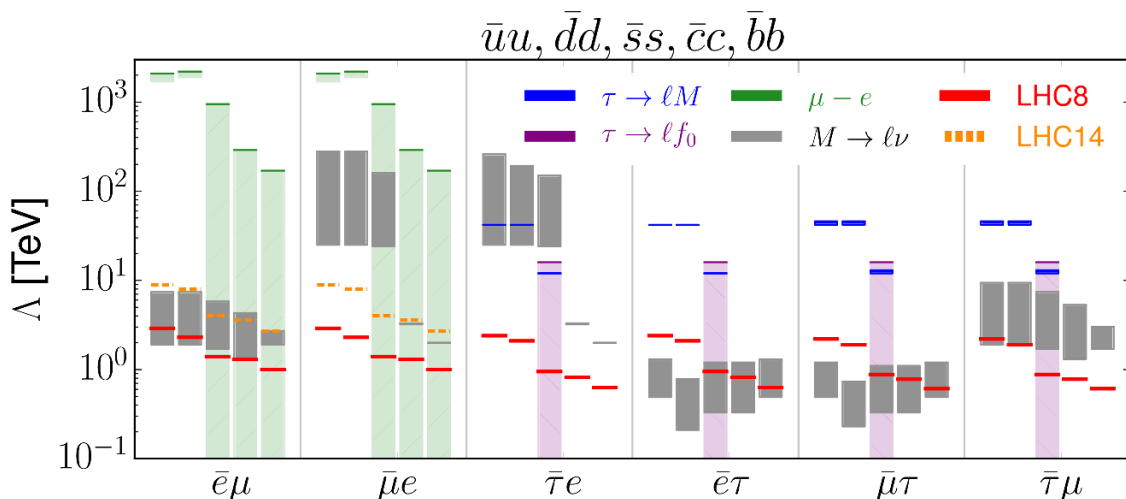 ūu, d̄d, s̄s, c̄c, b̄b
τ → ℓM
μ − e
LHC8
τ → ℓf₀
M → ℓν
LHC14
Λ [TeV]
10³
10²
10¹
10⁰
10⁻¹
ēμ
μ̄e
τ̄e
ēτ
μ̄τ
τ̄μ